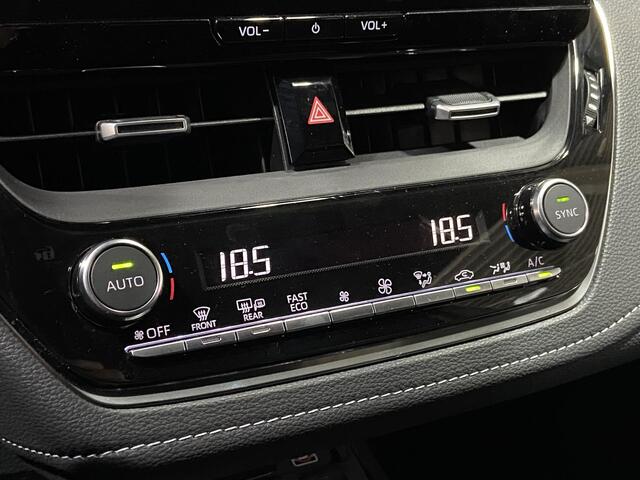 VOL− VOL+
18.5 18.5
AUTO SYNC
OFF FRONT REAR FAST ECO A/C